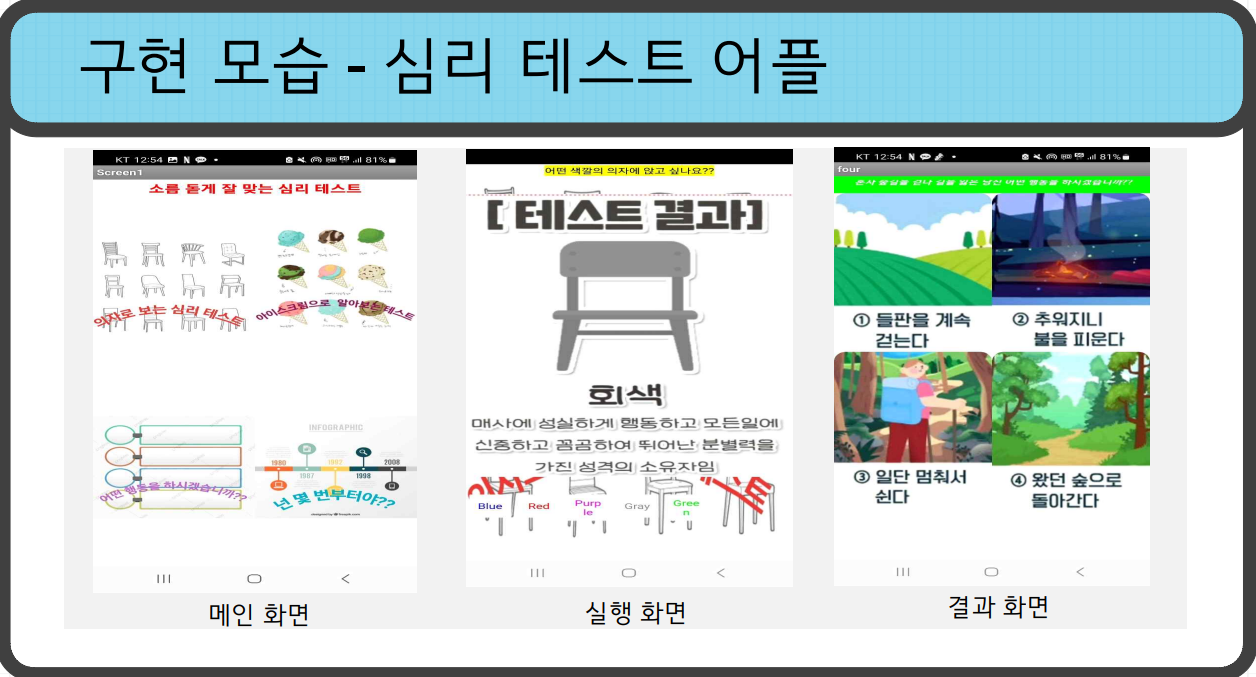 구현 모습 - 심리 테스트 어플
KT 12:54
81%
Screen1
소름 돋게 잘 맞는 심리 테스트
의자로 보는 심리 테스트
아이스크림으로 알아보는 테스트
어떤 행동을 하시겠습니까??
INFOGRAPHIC
1980
1987
1992
1998
2008
넌 몇 번부터야??
메인 화면
어떤 색깔의 의자에 앉고 싶나요??
[테스트 결과]
회색
매사에 성실하게 행동하고 모든일에
신중하고 꼼꼼하여 뛰어난 분별력을
가진 성격의 소유자임
Blue
Red
Purp
le
Gray
Gree
n
실행 화면
KT 12:54
81%
four
① 들판을 계속
걷는다
② 추워지니
불을 피운다
③ 일단 멈춰서
쉰다
④ 왔던 숲으로
돌아간다
결과 화면